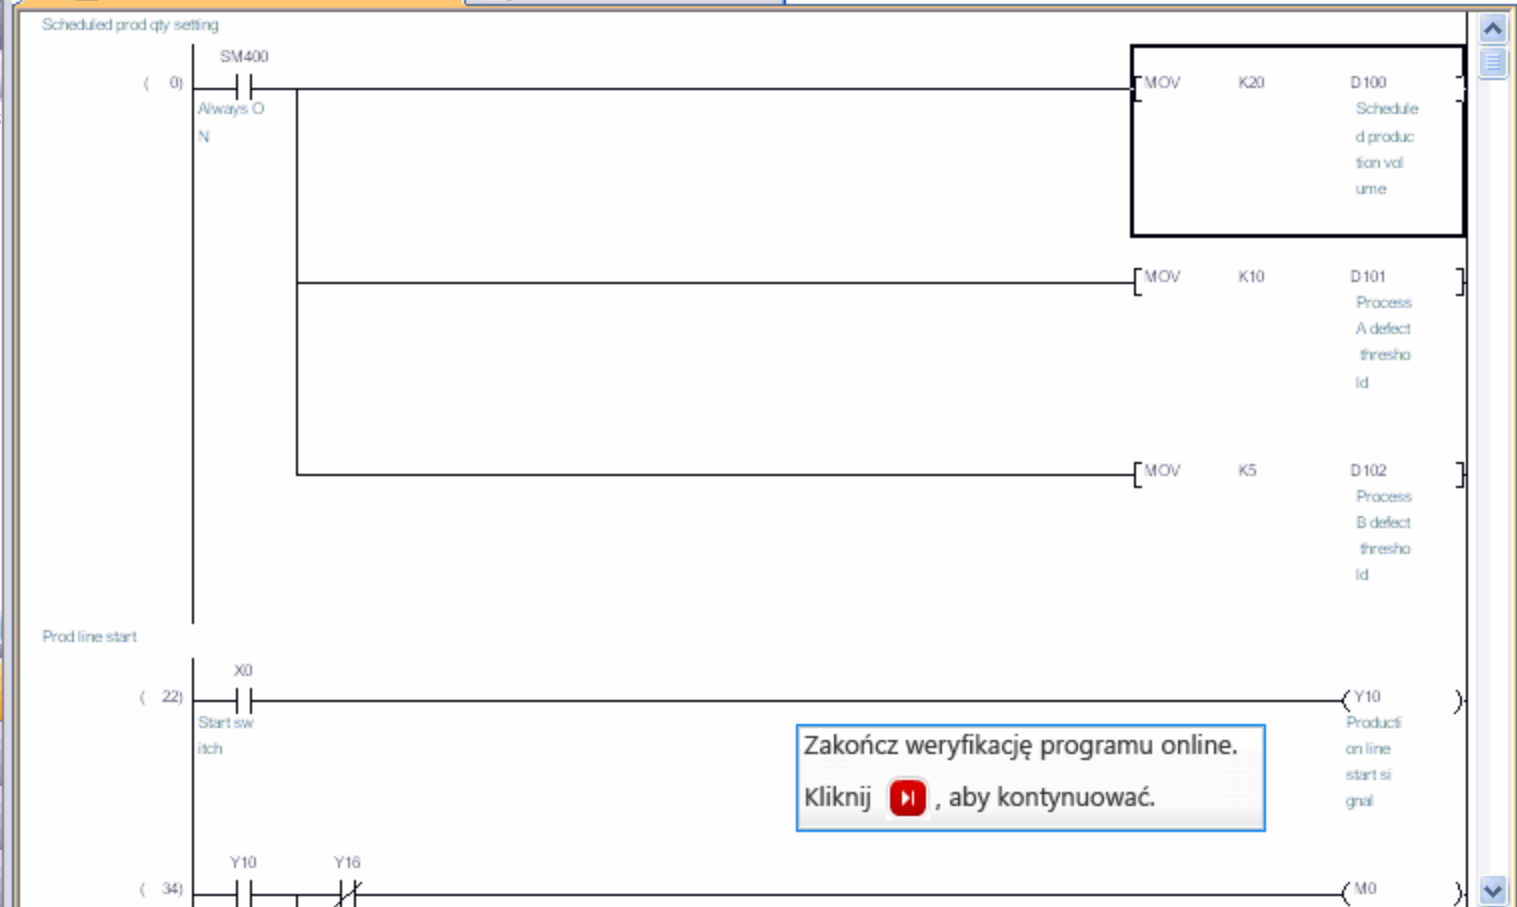 Scheduled prod qty setting
SM400
( 0)
MOV K20 D100
Always O
N
Schedule
d produc
tion vol
ume
MOV K10 D101
Process
A defect
thresho
ld
MOV K5 D102
Process
B defect
thresho
ld
Prod line start
X0
( 22)
Y10
Start sw
itch
Producti
on line
start si
gnal
Zakończ weryfikację programu online.
Kliknij , aby kontynuować.
Y10 Y16
( 34)
M0